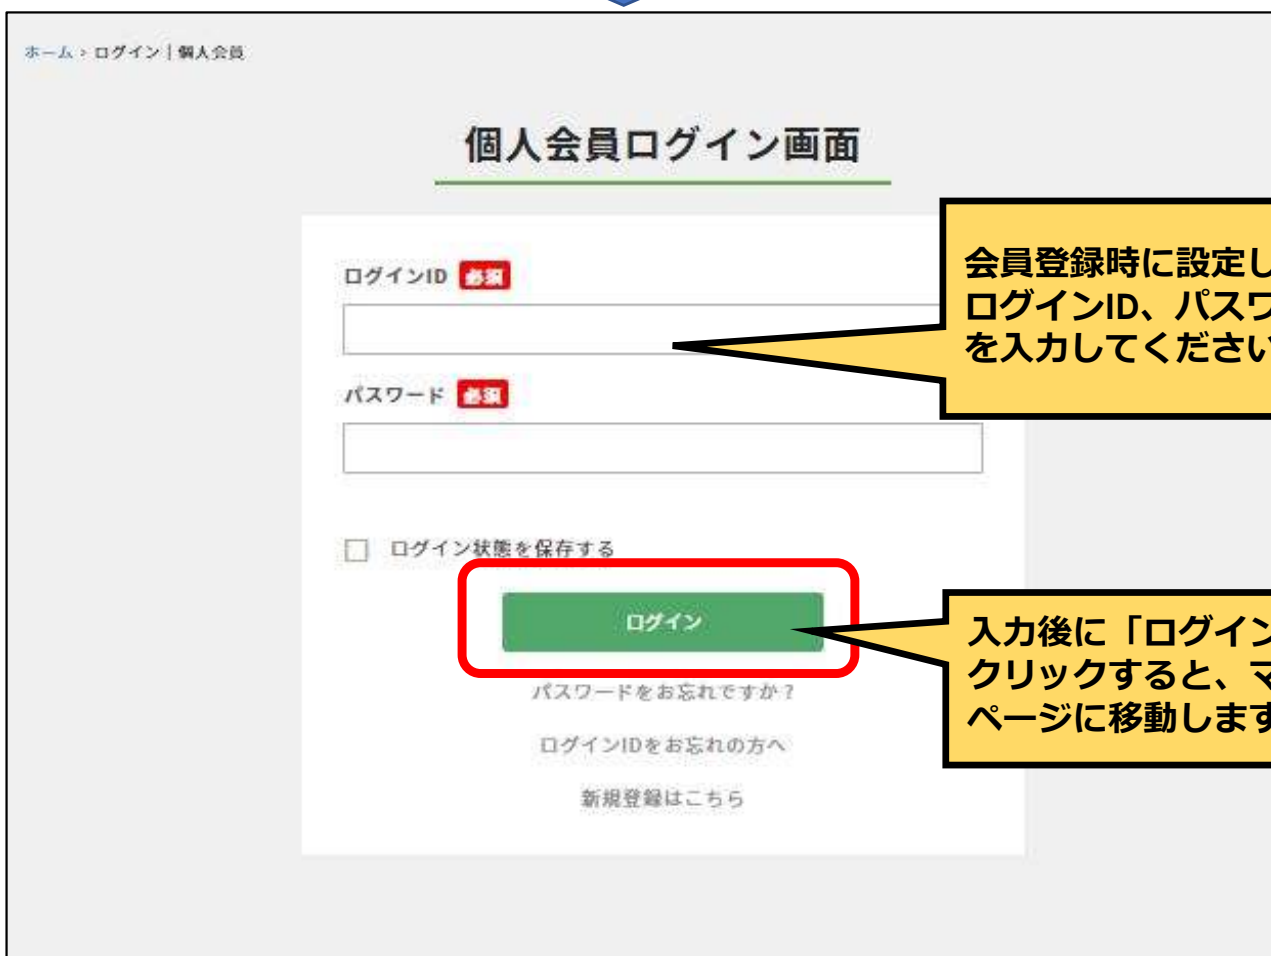 ホーム › ログイン | 個人会員
個人会員ログイン画面
ログインID 必須
会員登録時に設定し
ログインID、パスワ
を入力してください
パスワード 必須
ログイン状態を保存する
ログイン
入力後に「ログイン
クリックすると、マ
ページに移動します
パスワードをお忘れですか？
ログインIDをお忘れの方へ
新規登録はこちら